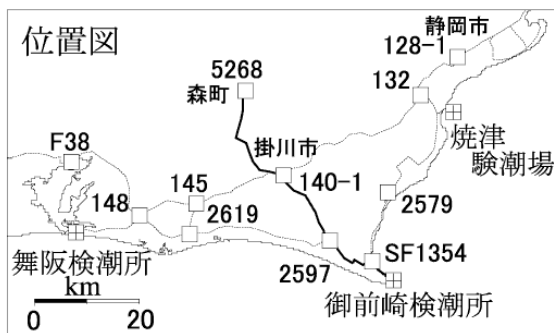 位置図
静岡市
128-1
5268
132
森町
焼津
験潮場
掛川市
F38
140-1
145
2579
148
2619
SF1354
舞阪検潮所
2597
御前崎検潮所
km
0
20